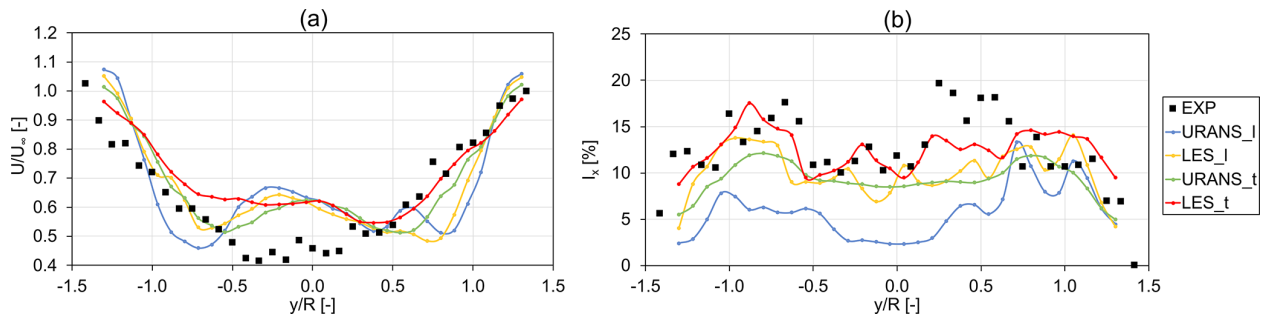 (a)
U/U∞ [-]
1.2
1.1
1.0
0.9
0.8
0.7
0.6
0.5
0.4
-1.5 -1.0 -0.5 0.0 0.5 1.0 1.5
y/R [-]
(b)
Ix [%]
25
20
15
10
5
0
-1.5 -1.0 -0.5 0.0 0.5 1.0 1.5
y/R [-]
EXP
URANS_l
LES_l
URANS_t
LES_t